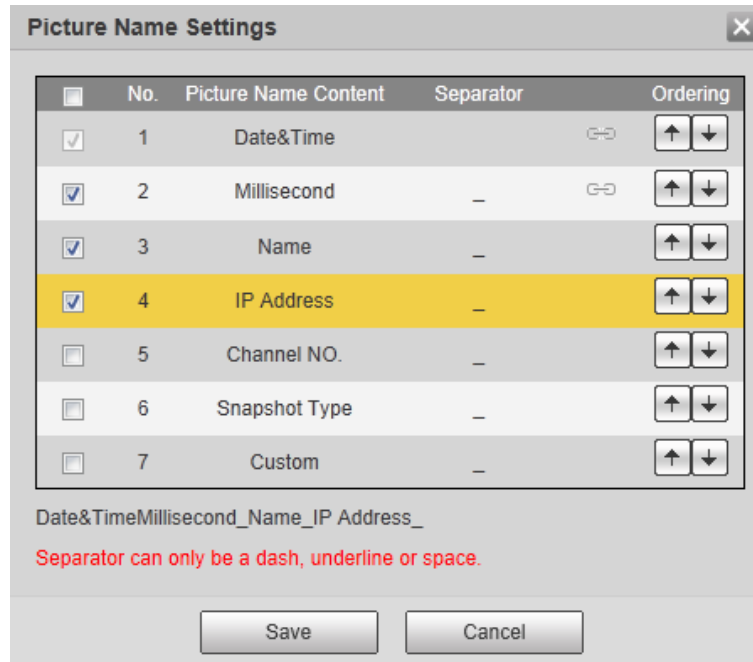 Picture Name Settings
No. Picture Name Content Separator Ordering
1 Date&Time
2 Millisecond _
3 Name _
4 IP Address _
5 Channel NO. _
6 Snapshot Type _
7 Custom _
Date&TimeMillisecond_Name_IP Address_
Separator can only be a dash, underline or space.
Save Cancel